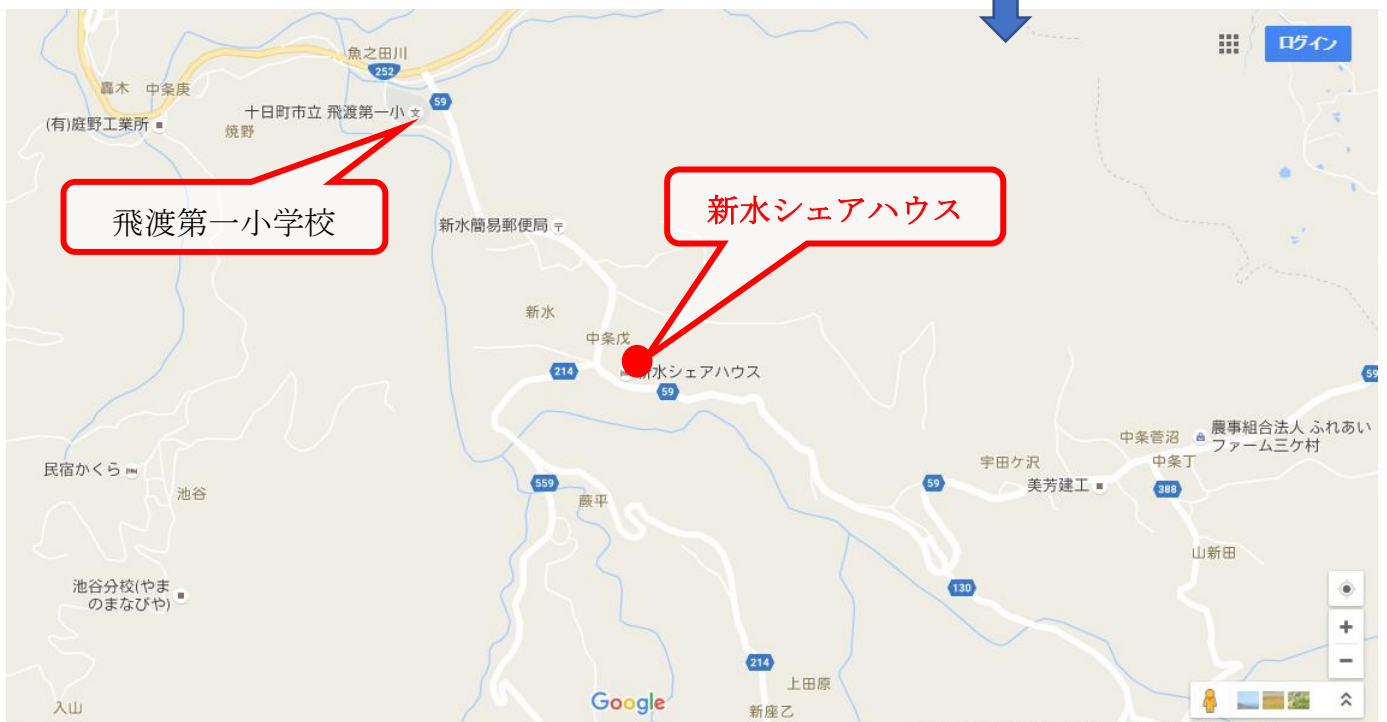 ログイン
魚之田川
252
轟木
中条庚
59
十日町市立 飛渡第一小
文
(有)庭野工業所
焼野
飛渡第一小学校
新水シェアハウス
新水簡易郵便局 〒
新水
中条戊
214
新水シェアハウス
59
59
農事組合法人 ふれあい
ファーム三ケ村
中条菅沼
中条丁
宇田ケ沢
59
美芳建工
388
民宿かくら
池谷
559
蕨平
山新田
池谷分校(やま
のまなびや)
130
+
−
214
上田原
Google
新座乙
入山